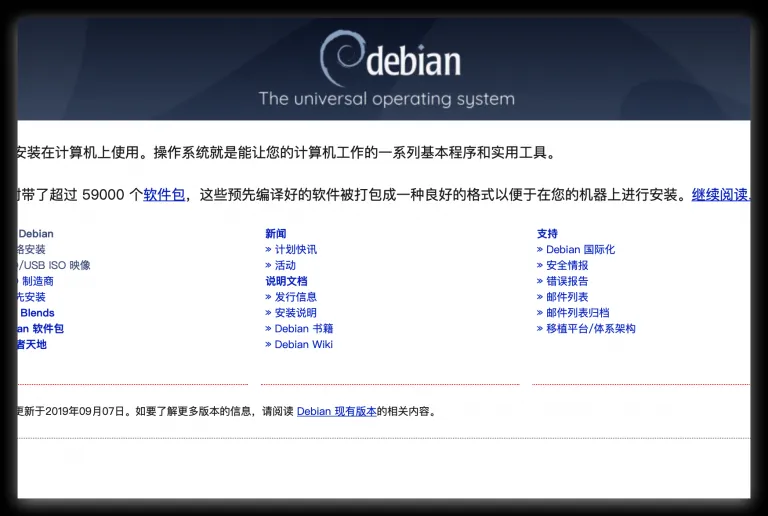 debian
The universal operating system
安装在计算机上使用。操作系统就是能让您的计算机工作的一系列基本程序和实用工具。
带了超过 59000 个软件包，这些预先编译好的软件被打包成一种良好的格式以便于在您的机器上进行安装。继续阅读
Debian
安装
/USB ISO 映像
制造商
先安装
Blends
an 软件包
者天地
新闻
» 计划快讯
» 活动
说明文档
» 发行信息
» 安装说明
» Debian 书籍
» Debian Wiki
支持
» Debian 国际化
» 安全情报
» 错误报告
» 邮件列表
» 邮件列表归档
» 移植平台/体系架构
更新于2019年09月07日。如要了解更多版本的信息，请阅读 Debian 现有版本的相关内容。